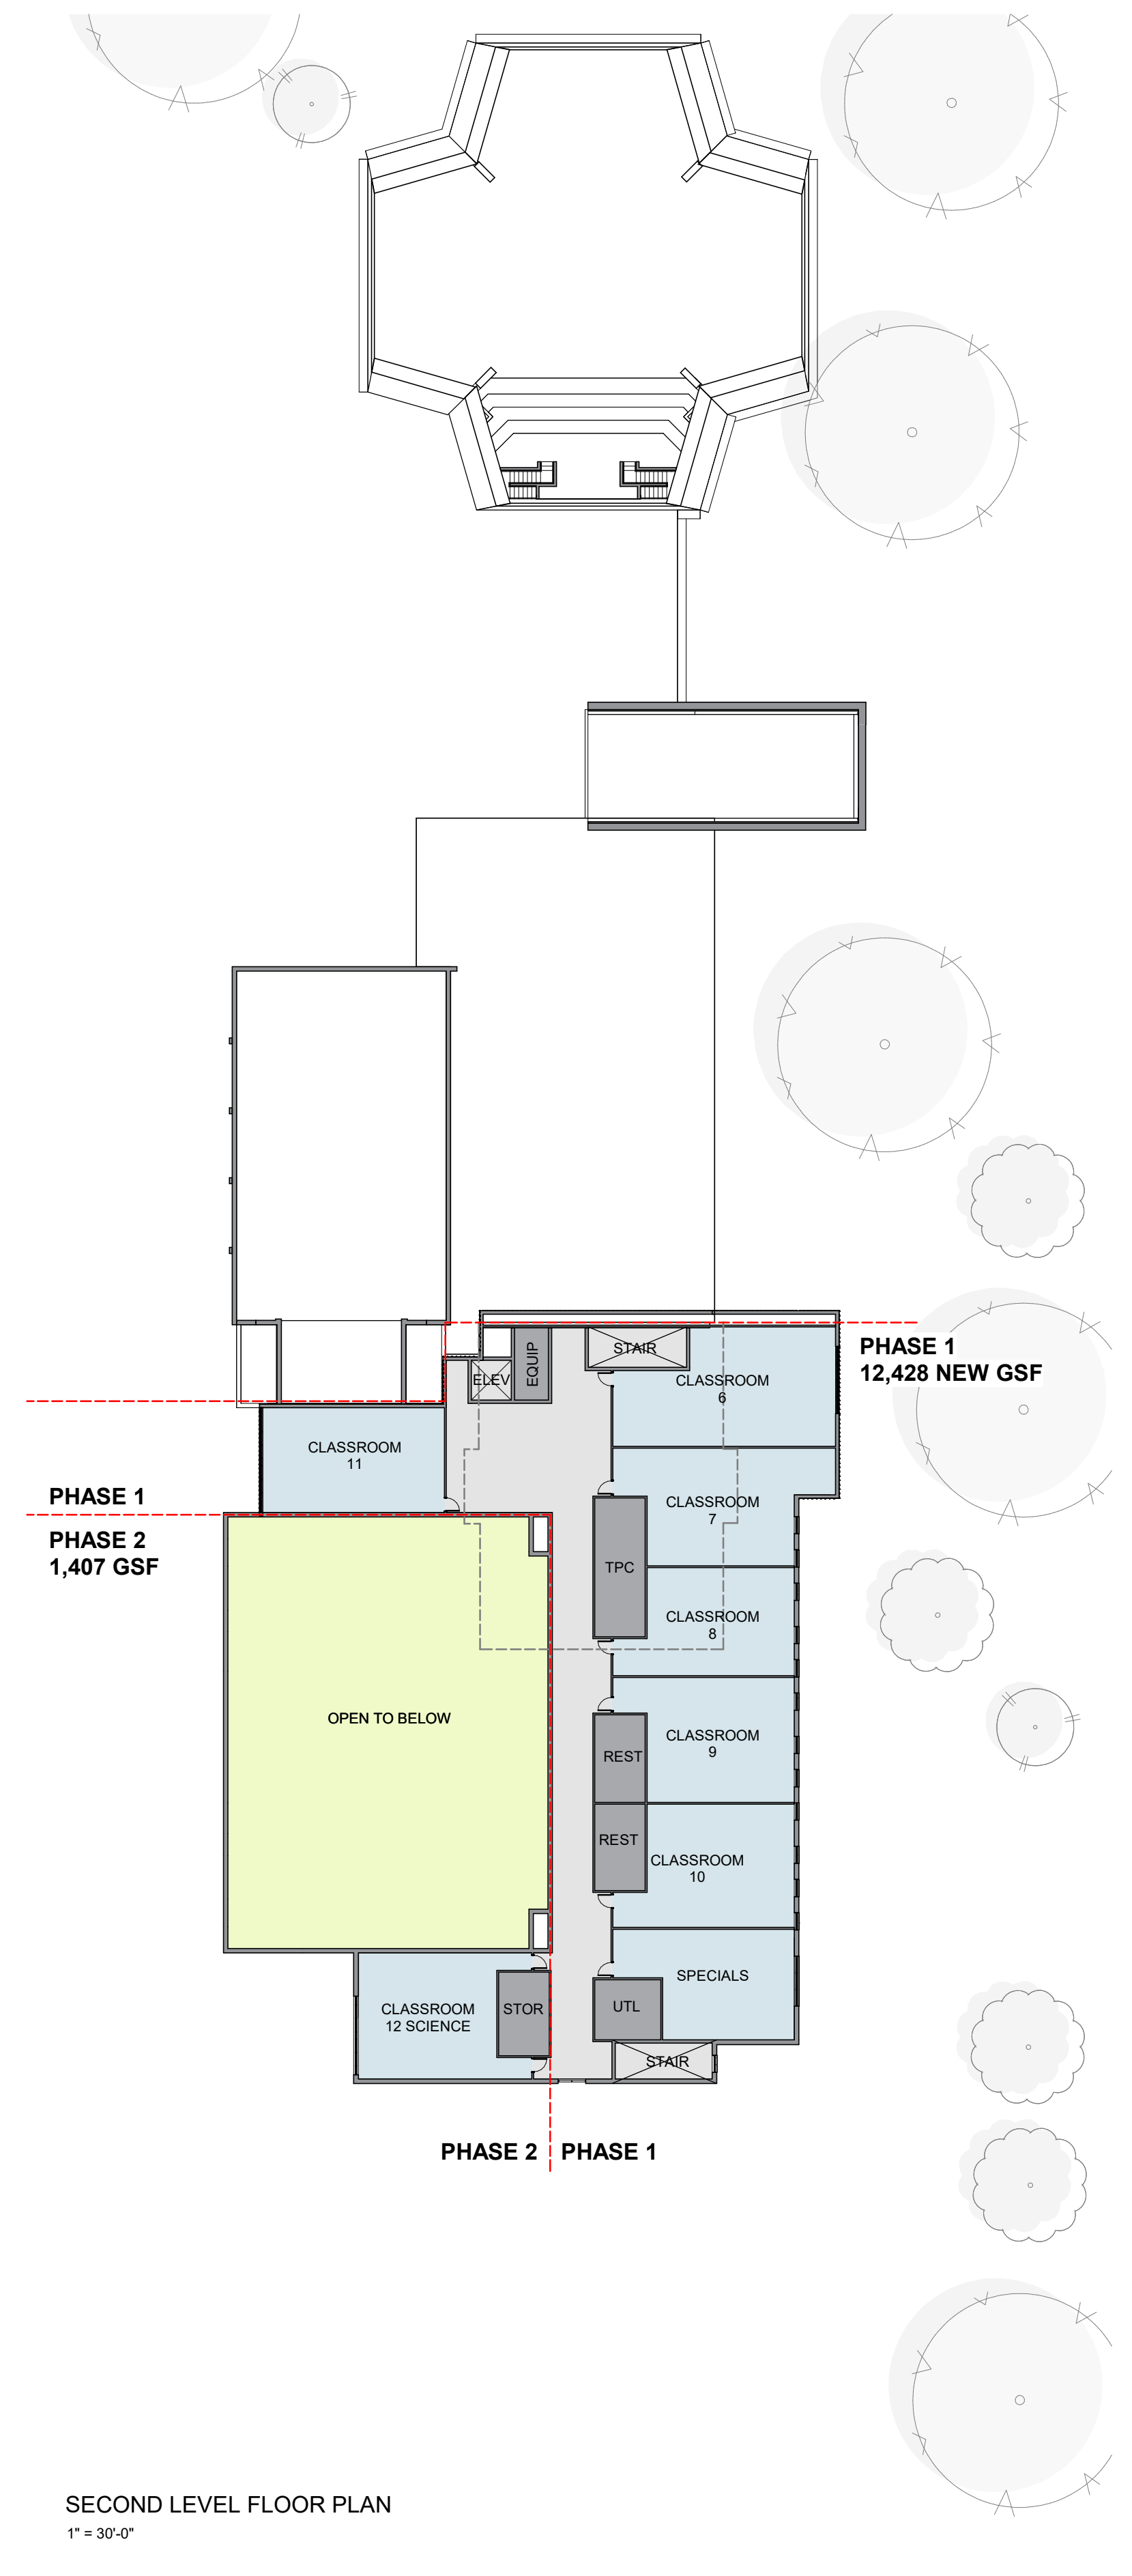 STAIR
EQUIP
ELEV
PHASE 1
12,428 NEW GSF
CLASSROOM
6
CLASSROOM
11
PHASE 1
CLASSROOM
7
PHASE 2
1,407 GSF
TPC
CLASSROOM
8
OPEN TO BELOW
CLASSROOM
9
REST
REST
CLASSROOM
10
SPECIALS
CLASSROOM
12 SCIENCE
STOR
UTL
STAIR
PHASE 2
PHASE 1
SECOND LEVEL FLOOR PLAN
1" = 30'-0"